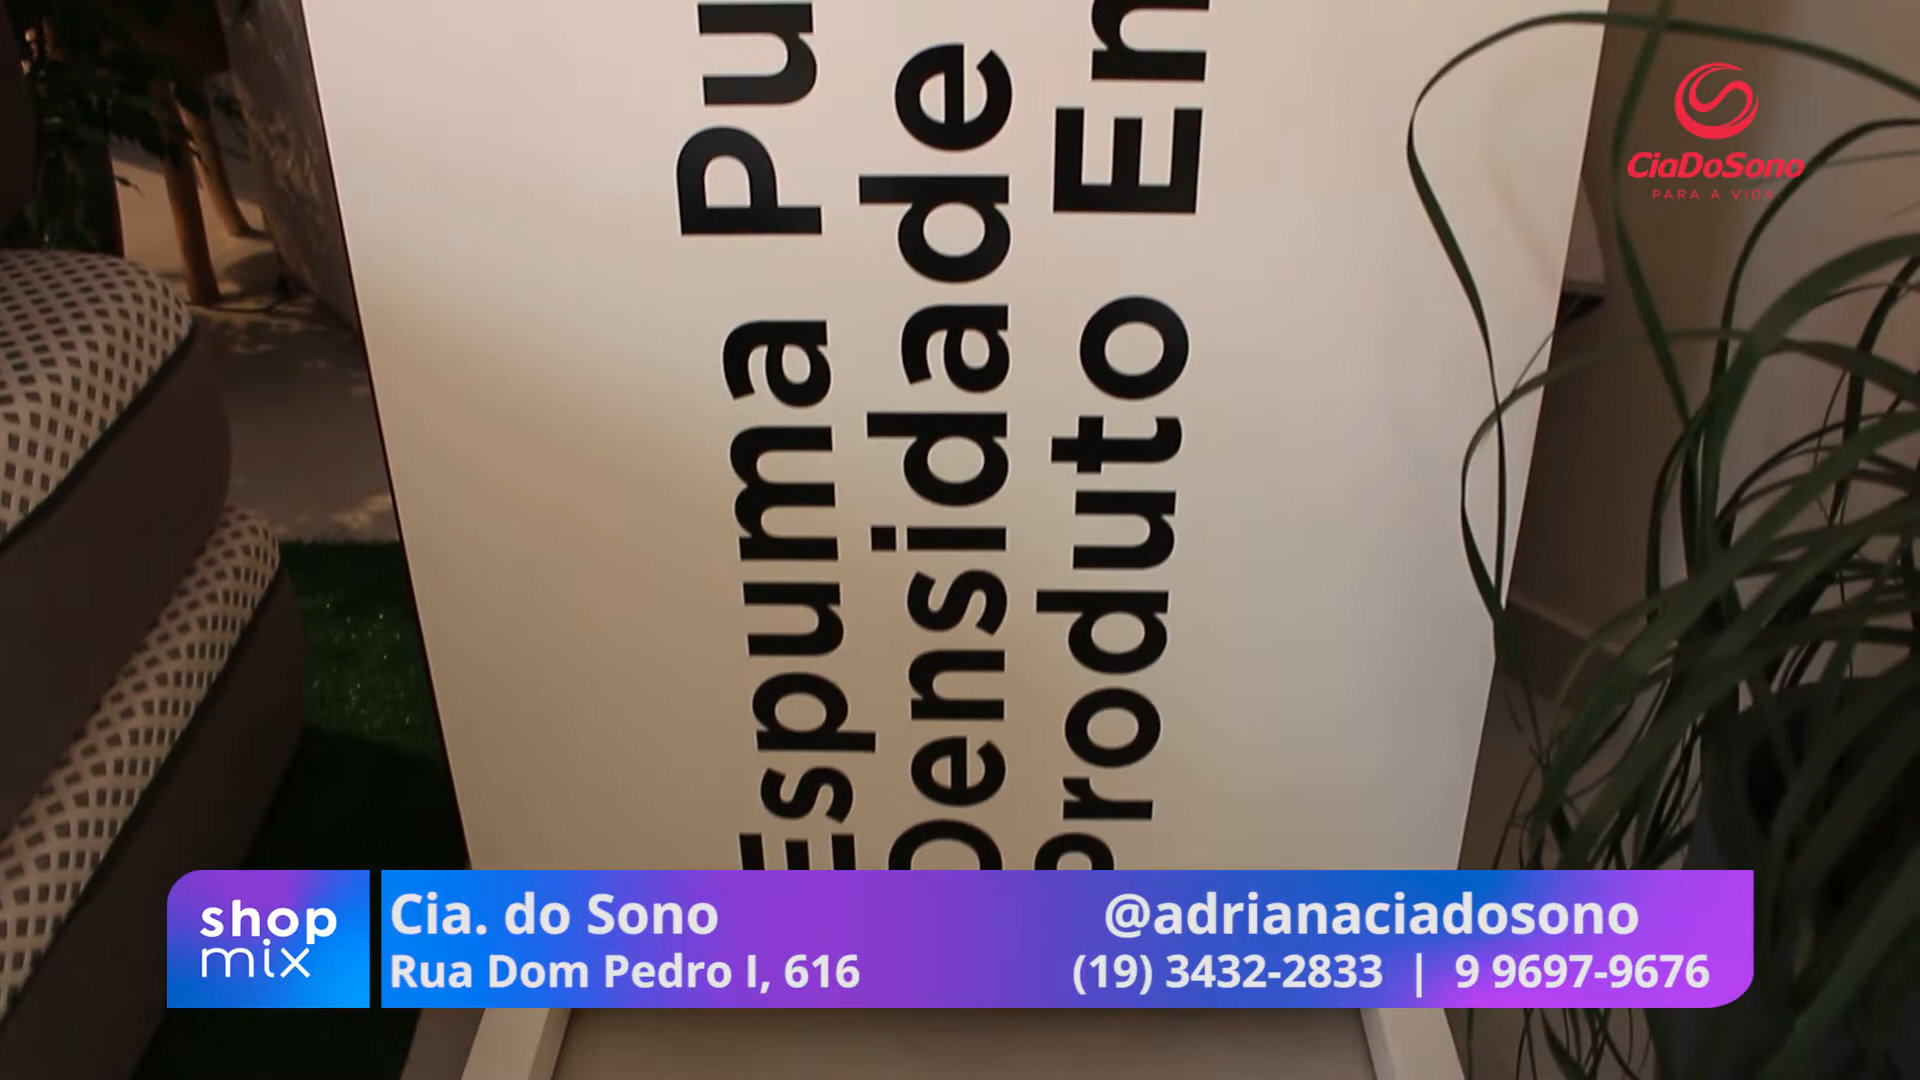 Espuma Pu
Densidade
Produto En
CiaDoSono
PARA A VIDA.
shop
mix
Cia. do Sono
Rua Dom Pedro I, 616
@adrianaciadosono
(19) 3432-2833 | 9 9697-9676